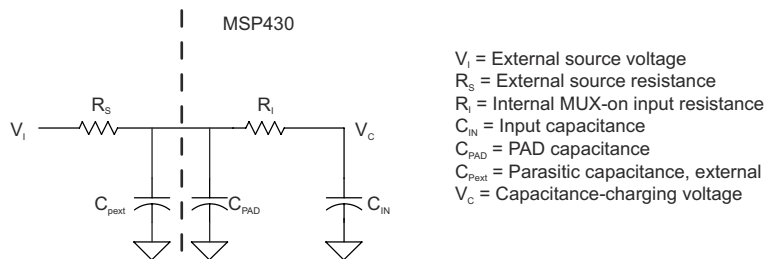 MSP430
V_I = External source voltage
R_S = External source resistance
R_I = Internal MUX-on input resistance
C_IN = Input capacitance
C_PAD = PAD capacitance
C_Pext = Parasitic capacitance, external
V_C = Capacitance-charging voltage
R_S
R_I
V_I
V_C
C_pext
C_PAD
C_IN